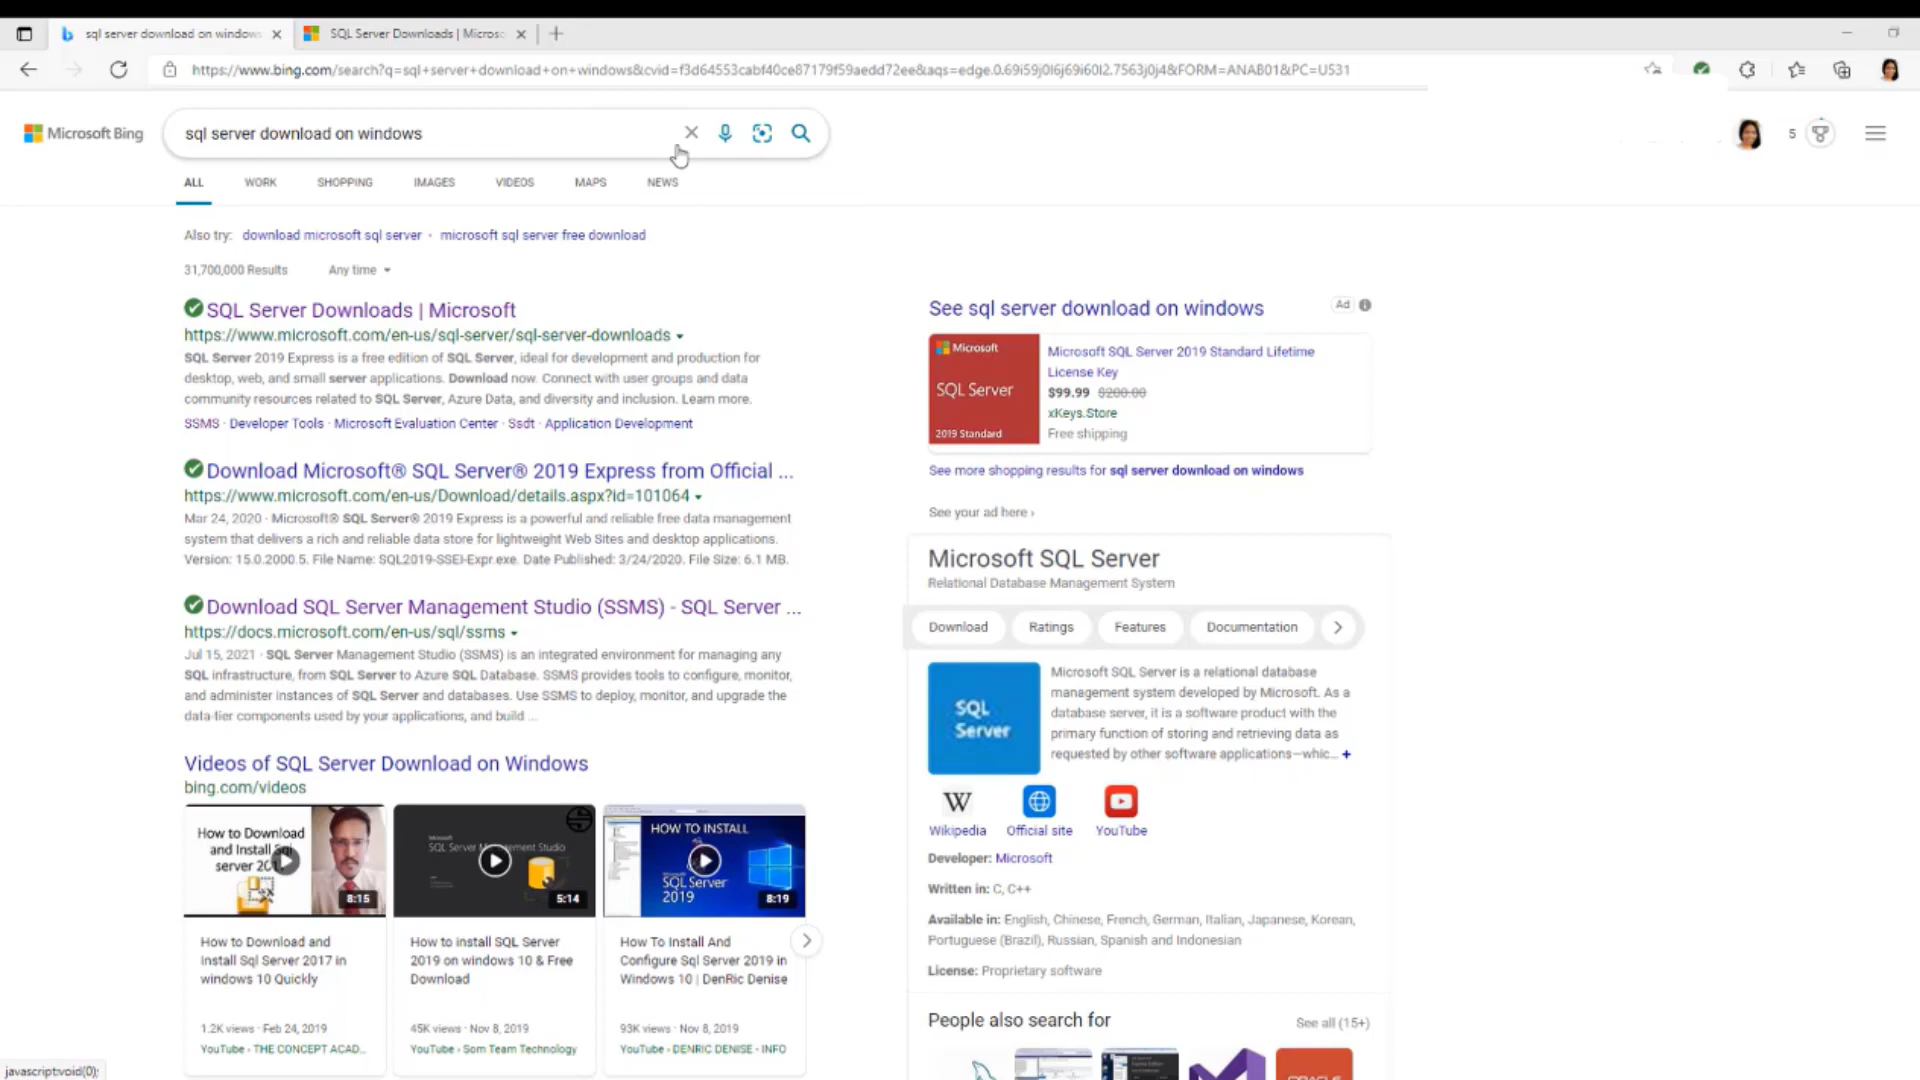 sql server download on windows
SQL Server Downloads | Micros
https://www.bing.com/search?q=sql+server+download+on+windows&cvid=f3d64553cabf40ce87179f59aedd72ee&aqs=edge.0.69i59j0l6j69i60l2.7563j0j4&FORM=ANAB01&PC=U531
Microsoft Bing
sql server download on windows
5
ALL WORK SHOPPING IMAGES VIDEOS MAPS NEWS
Also try: download microsoft sql server · microsoft sql server free download
31,700,000 Results Any time
SQL Server Downloads | Microsoft
https://www.microsoft.com/en-us/sql-server/sql-server-downloads
SQL Server 2019 Express is a free edition of SQL Server, ideal for development and production for
desktop, web, and small server applications. Download now. Connect with user groups and data
community resources related to SQL Server, Azure Data, and diversity and inclusion. Learn more.
SSMS · Developer Tools · Microsoft Evaluation Center · Ssdt · Application Development
Download Microsoft® SQL Server® 2019 Express from Official ...
https://www.microsoft.com/en-us/Download/details.aspx?id=101064
Mar 24, 2020 · Microsoft® SQL Server® 2019 Express is a powerful and reliable free data management
system that delivers a rich and reliable data store for lightweight Web Sites and desktop applications.
Version: 15.0.2000.5. File Name: SQL2019-SSEI-Expr.exe. Date Published: 3/24/2020. File Size: 6.1 MB.
Download SQL Server Management Studio (SSMS) - SQL Server ...
https://docs.microsoft.com/en-us/sql/ssms
Jul 15, 2021 · SQL Server Management Studio (SSMS) is an integrated environment for managing any
SQL infrastructure, from SQL Server to Azure SQL Database. SSMS provides tools to configure, monitor,
and administer instances of SQL Server and databases. Use SSMS to deploy, monitor, and upgrade the
data-tier components used by your applications, and build ...
Videos of SQL Server Download on Windows
bing.com/videos
How to Download
and Install Sql
server 20
8:15
Microsoft
SQL Server Studio
5:14
HOW TO INSTALL
SQL Server
2019
8:19
How to Download and
Install Sql Server 2017 in
windows 10 Quickly
1.2K views · Feb 24, 2019
YouTube › THE CONCEPT ACAD...
How to install SQL Server
2019 on windows 10 & Free
Download
45K views · Nov 8, 2019
YouTube › Som Team Technology
How To Install And
Configure Sql Server 2019 in
Windows 10 | DenRic Denise
93K views · Nov 8, 2019
YouTube › DENRIC DENISE - INFO
See sql server download on windows
Ad
Microsoft
SQL Server
2019 Standard
Microsoft SQL Server 2019 Standard Lifetime
License Key
$99.99 $200.00
xKeys.Store
Free shipping
See more shopping results for sql server download on windows
See your ad here ›
Microsoft SQL Server
Relational Database Management System
Download Ratings Features Documentation
SQL
Server
Microsoft SQL Server is a relational database
management system developed by Microsoft. As a
database server, it is a software product with the
primary function of storing and retrieving data as
requested by other software applications—whic... +
W
Wikipedia Official site YouTube
Developer: Microsoft
Written in: C, C++
Available in: English, Chinese, French, German, Italian, Japanese, Korean,
Portuguese (Brazil), Russian, Spanish and Indonesian
License: Proprietary software
People also search for See all (15+)
ORACLE
javascript:void(0);